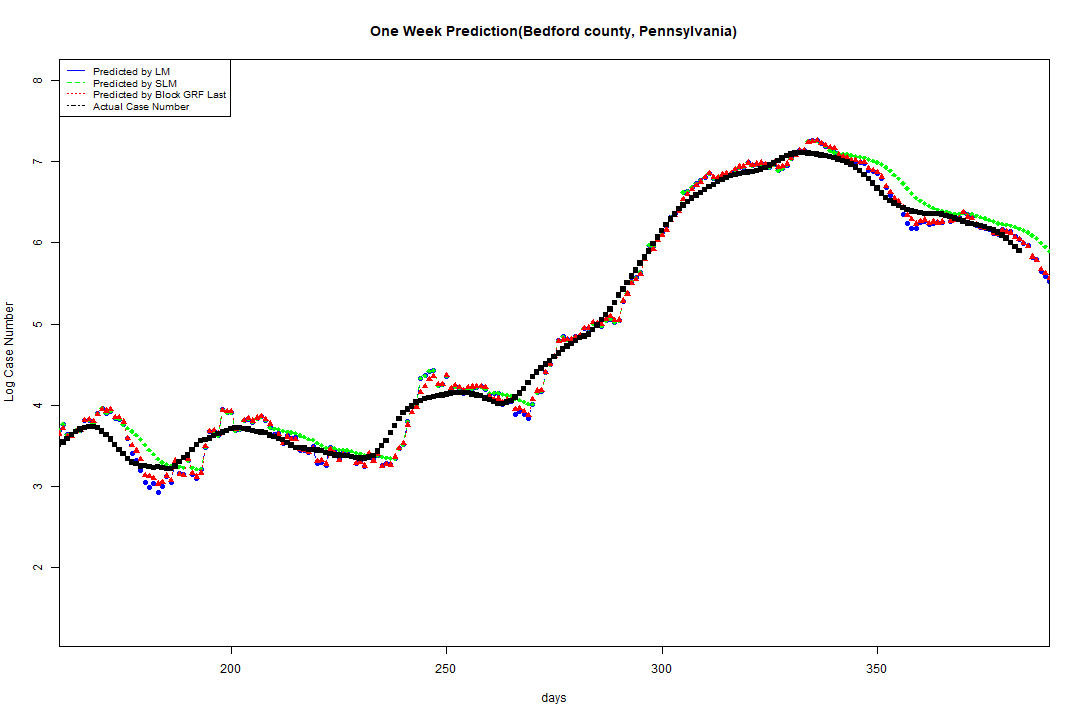 One Week Prediction(Bedford county, Pennsylvania)
Predicted by LM
Predicted by SLM
Predicted by Block GRF Last
Actual Case Number
8
7
6
5
4
3
2
Log Case Number
200 250 300 350
days